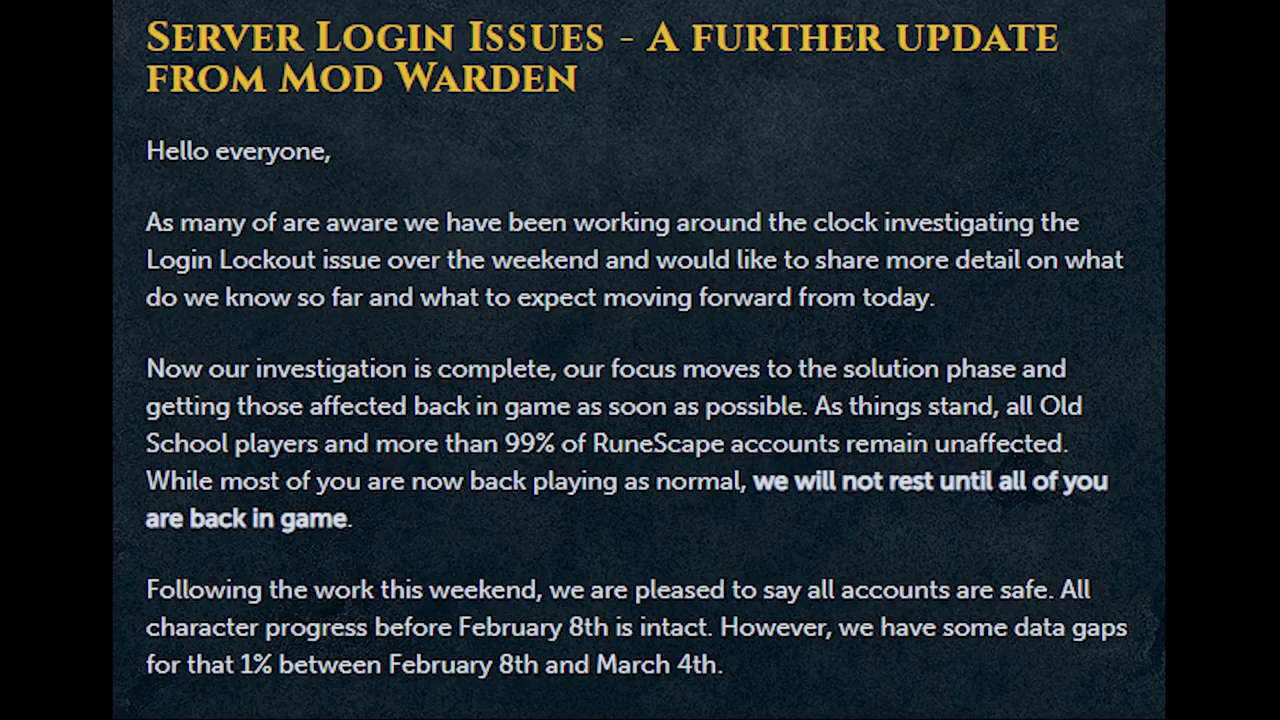 Server Login Issues - A further update
from Mod Warden
Hello everyone,
As many of are aware we have been working around the clock investigating the
Login Lockout issue over the weekend and would like to share more detail on what
do we know so far and what to expect moving forward from today.
Now our investigation is complete, our focus moves to the solution phase and
getting those affected back in game as soon as possible. As things stand, all Old
School players and more than 99% of RuneScape accounts remain unaffected.
While most of you are now back playing as normal, we will not rest until all of you
are back in game.
Following the work this weekend, we are pleased to say all accounts are safe. All
character progress before February 8th is intact. However, we have some data gaps
for that 1% between February 8th and March 4th.